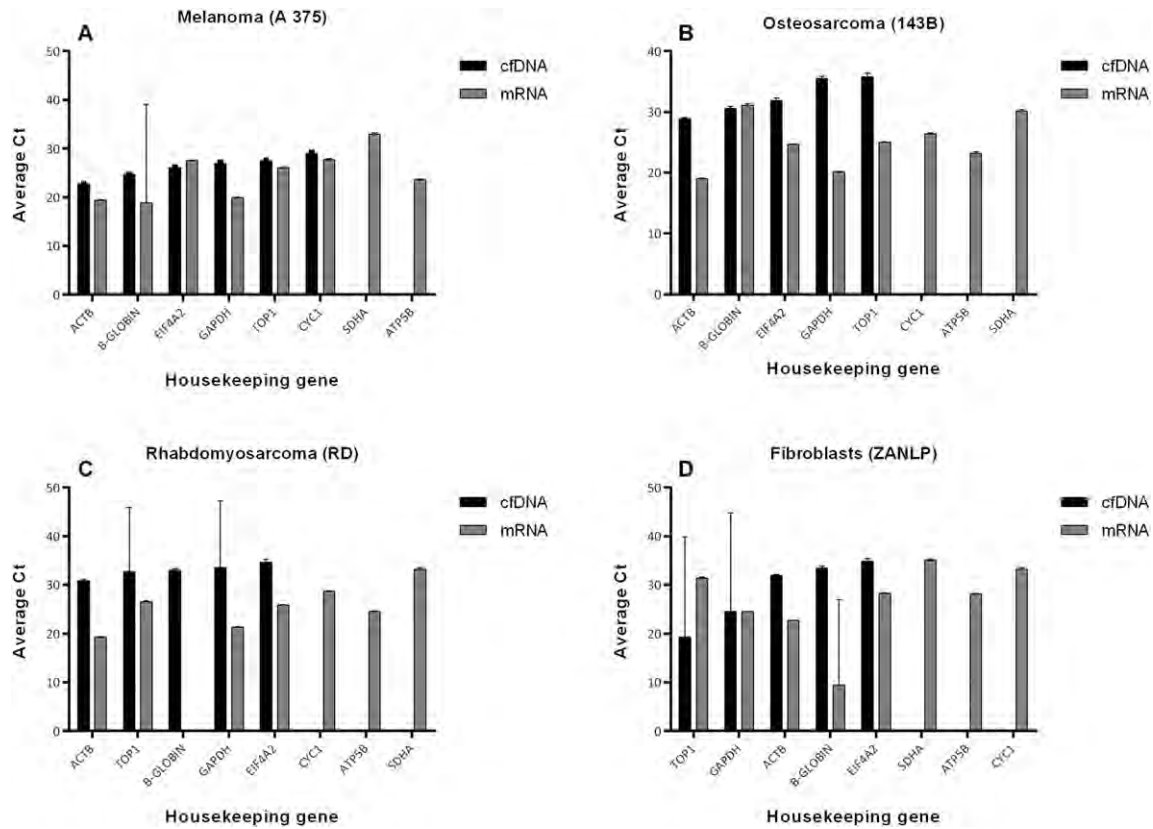 Melanoma (A 375)
A
50
40
30
20
10
0
Average Ct
cfDNA
mRNA
ACTB
B-GLOBIN
EIF4A2
GAPDH
TOP1
CYC1
SDHA
ATP5B
Housekeeping gene
Osteosarcoma (143B)
B
40
30
20
10
0
Average Ct
cfDNA
mRNA
ACTB
B-GLOBIN
EIF4A2
GAPDH
TOP1
CYC1
ATP5B
SDHA
Housekeeping gene
Rhabdomyosarcoma (RD)
C
50
40
30
20
10
0
Average Ct
cfDNA
mRNA
ACTB
TOP1
B-GLOBIN
GAPDH
EIF4A2
CYC1
ATP5B
SDHA
Housekeeping gene
Fibroblasts (ZANLP)
D
50
40
30
20
10
0
Average Ct
cfDNA
mRNA
TOP1
GAPDH
ACTB
B-GLOBIN
EIF4A2
SDHA
ATP5B
CYC1
Housekeeping gene